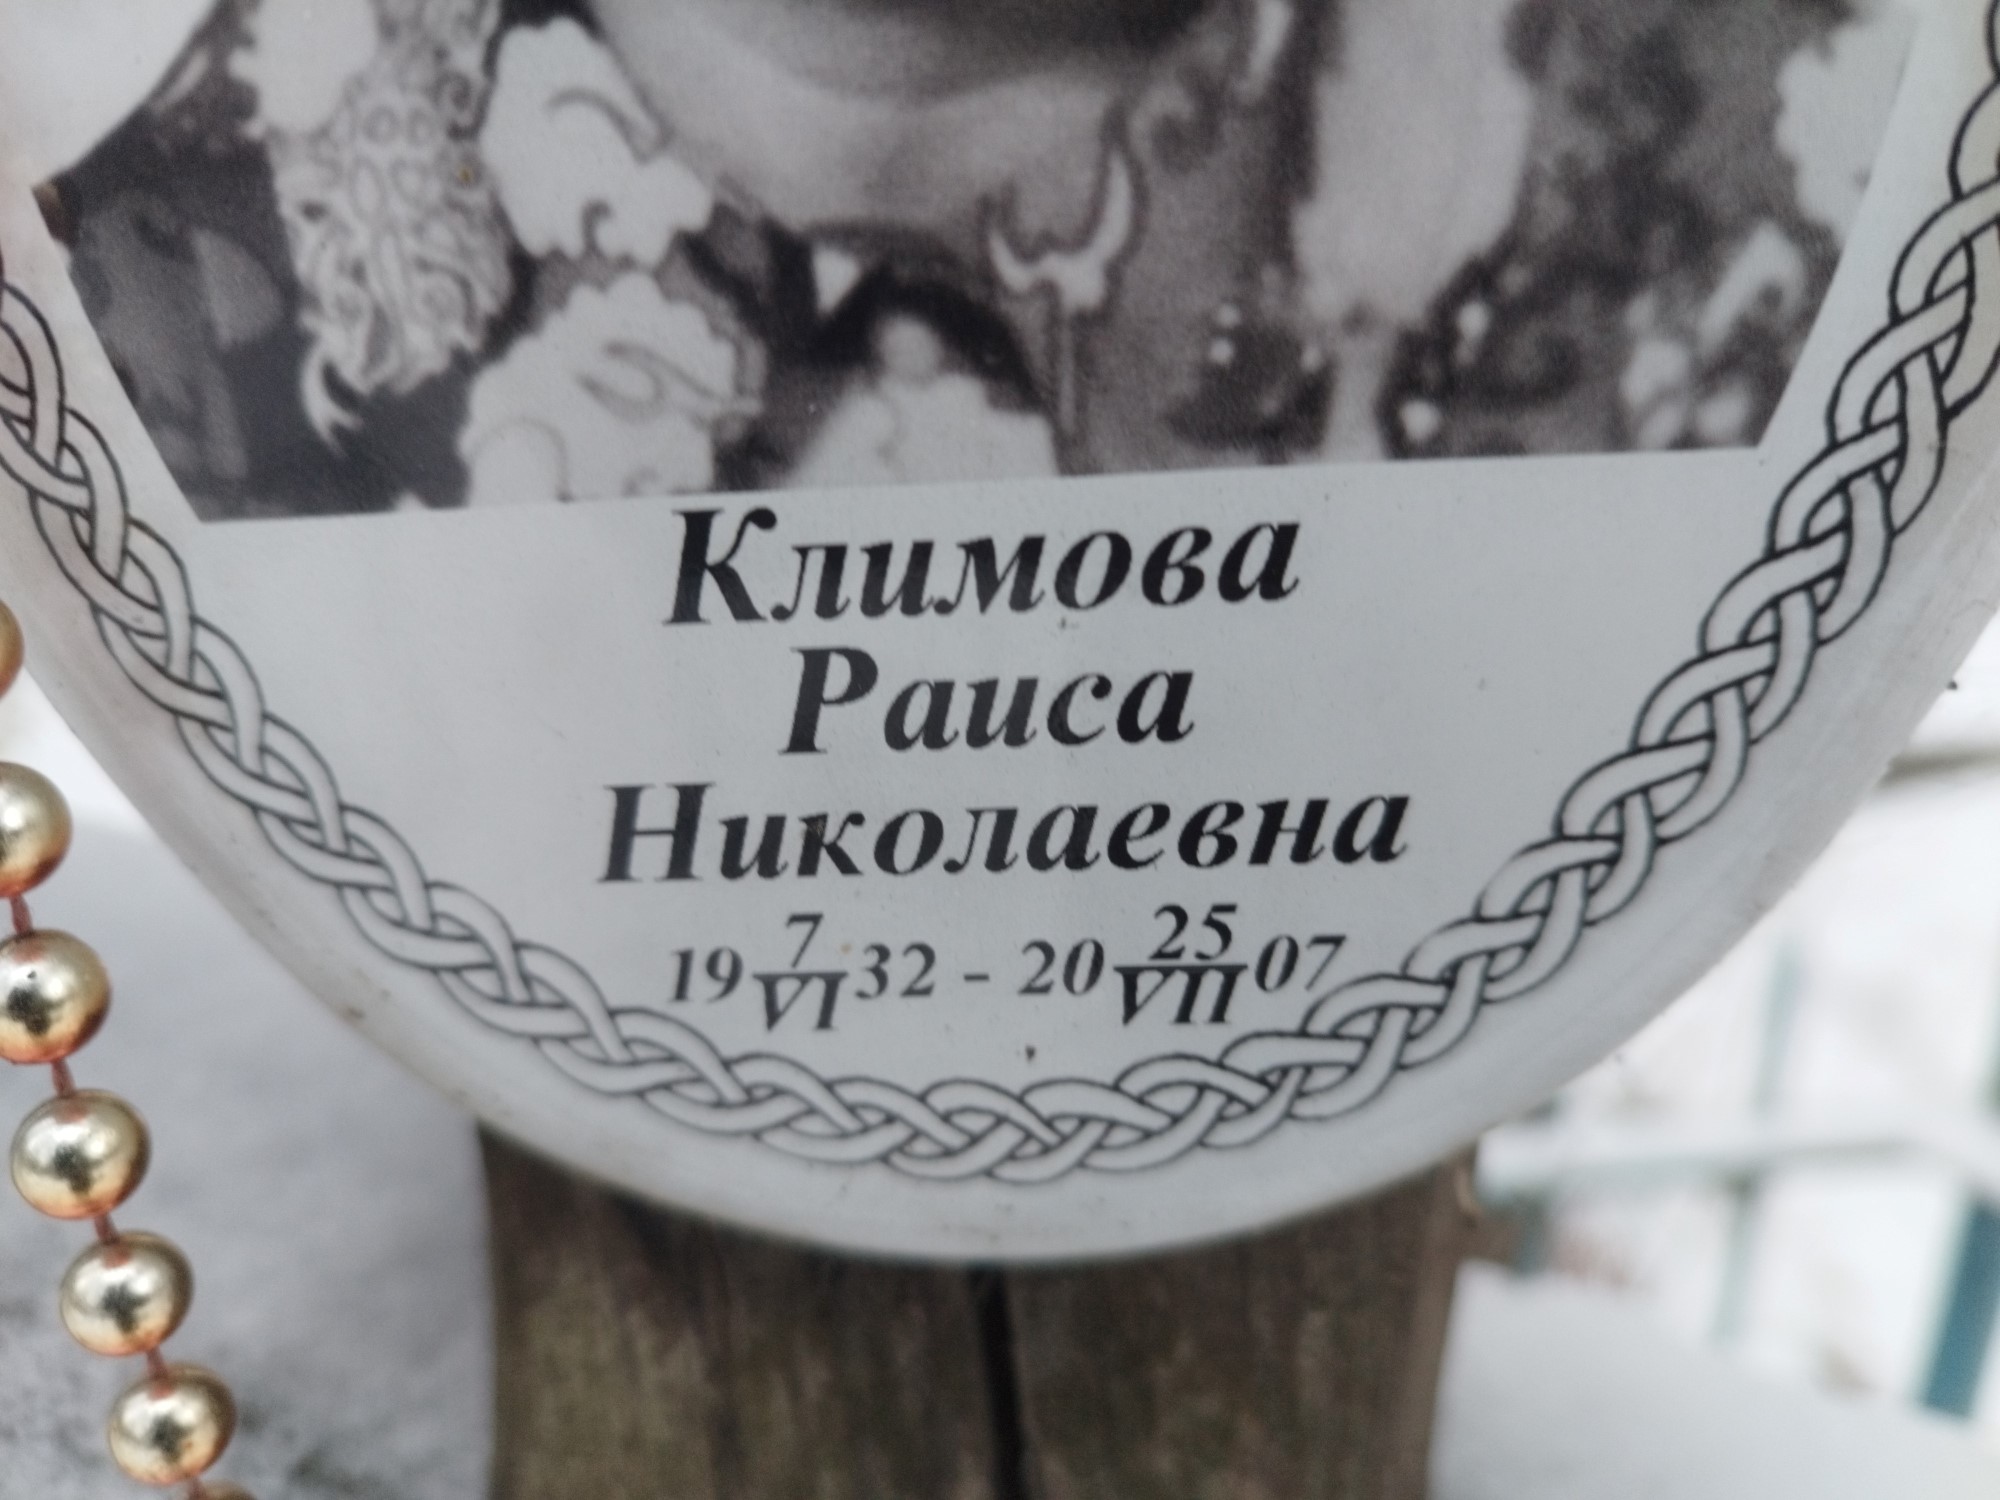 Климова
Раиса
Николаевна
19 7/VI 32 - 20 25/VII 07